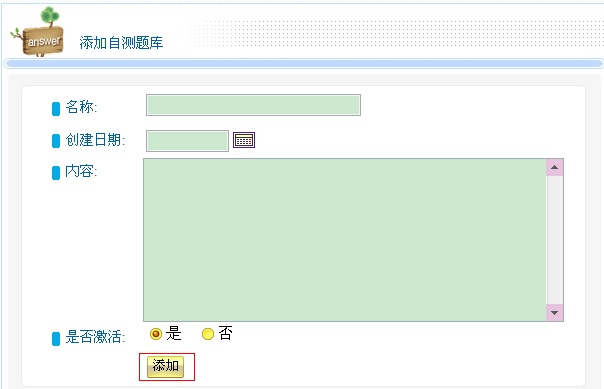 answer
添加自测题库
名称:
创建日期:
内容:
是否激活: 是 否
添加